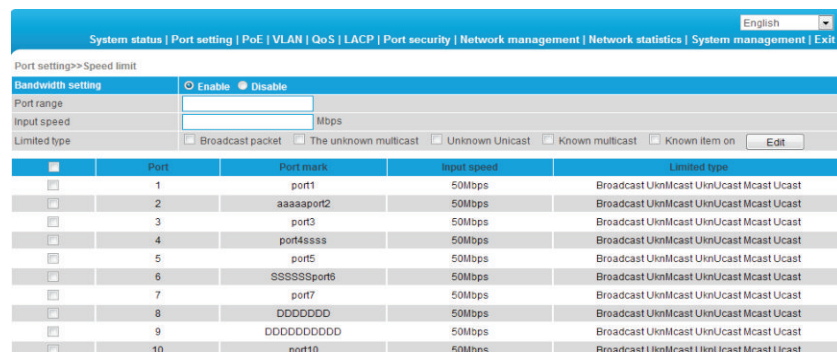 English
System status | Port setting | PoE | VLAN | QoS | LACP | Port security | Network management | Network statistics | System management | Exit
Port setting>>Speed limit
Bandwidth setting Enable Disable
Port range
Input speed Mbps
Limited type Broadcast packet The unknown multicast Unknown Unicast Known multicast Known item on Edit
Port Port mark Input speed Limited type
1 port1 50Mbps Broadcast UknMcast UknUcast Mcast Ucast
2 aaaaaport2 50Mbps Broadcast UknMcast UknUcast Mcast Ucast
3 port3 50Mbps Broadcast UknMcast UknUcast Mcast Ucast
4 port4ssss 50Mbps Broadcast UknMcast UknUcast Mcast Ucast
5 port5 50Mbps Broadcast UknMcast UknUcast Mcast Ucast
6 SSSSSSport6 50Mbps Broadcast UknMcast UknUcast Mcast Ucast
7 port7 50Mbps Broadcast UknMcast UknUcast Mcast Ucast
8 DDDDDDD 50Mbps Broadcast UknMcast UknUcast Mcast Ucast
9 DDDDDDDDDD 50Mbps Broadcast UknMcast UknUcast Mcast Ucast
10 port10 50Mbps Broadcast UknMcast UknUcast Mcast Ucast